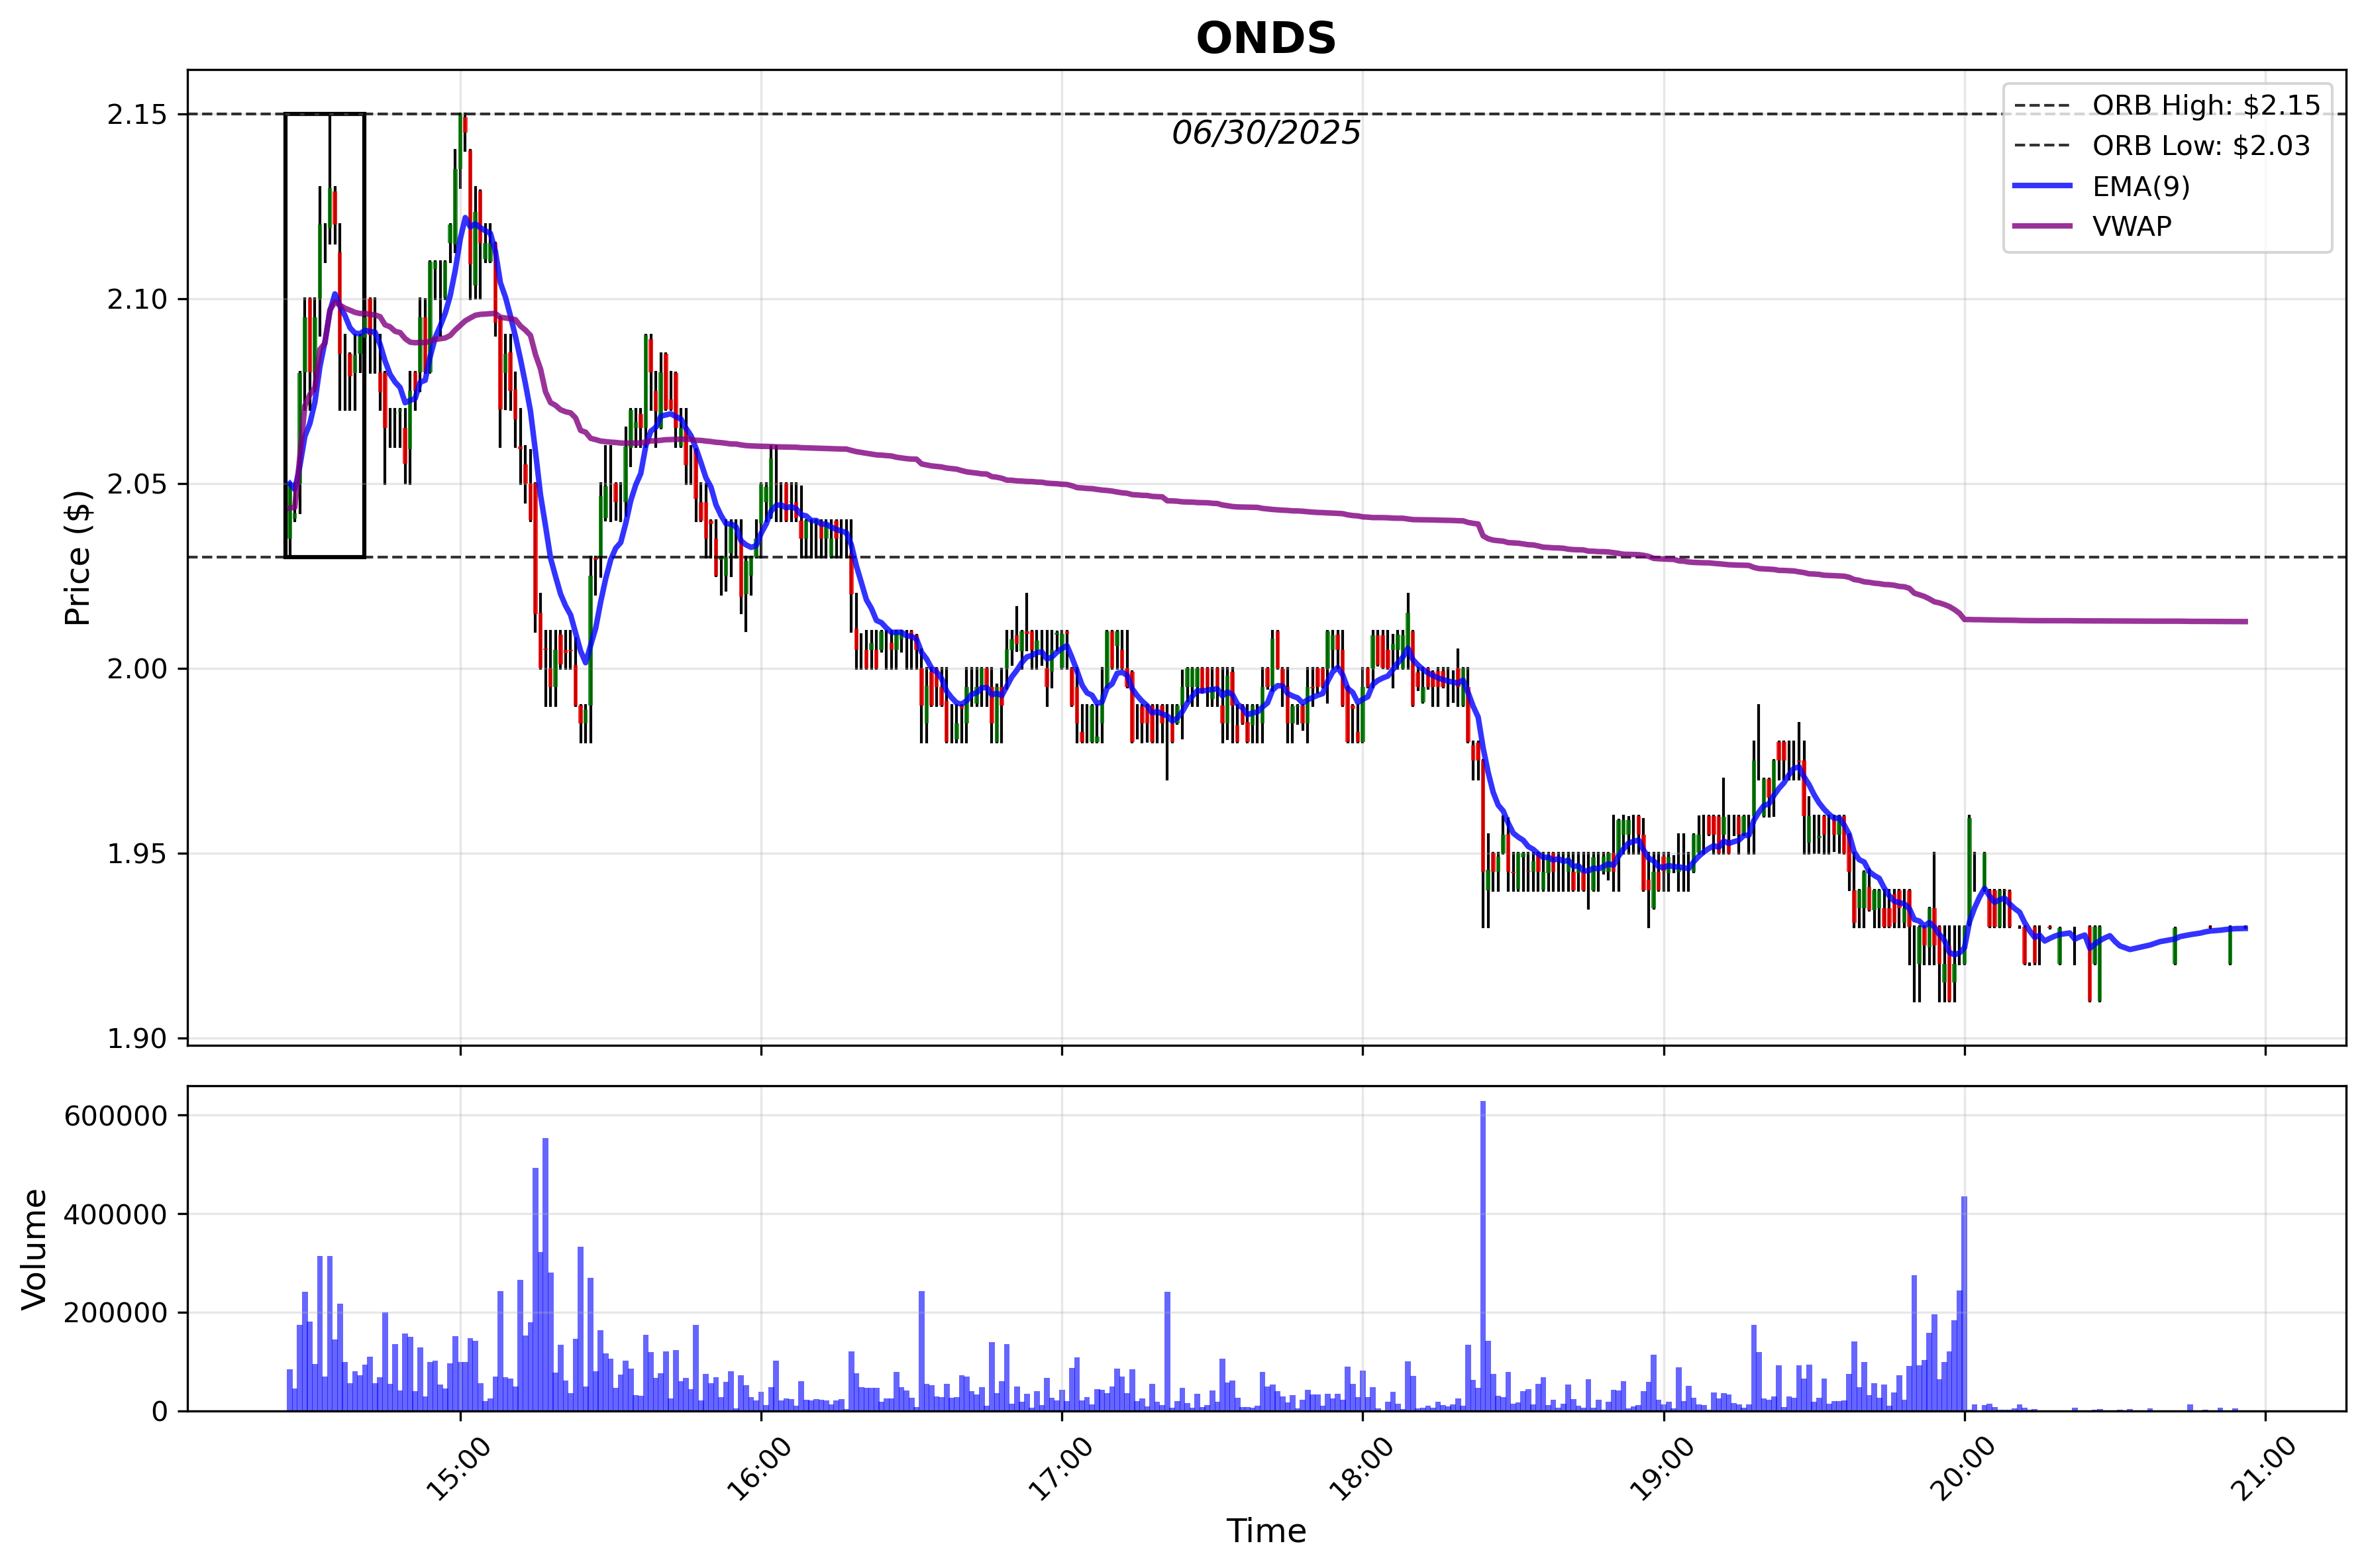 ONDS
06/30/2025
ORB High: $2.15
ORB Low: $2.03
EMA(9)
VWAP
Price ($)
2.15
2.10
2.05
2.00
1.95
1.90
Volume
600000
400000
200000
0
15:00
16:00
17:00
18:00
19:00
20:00
21:00
Time